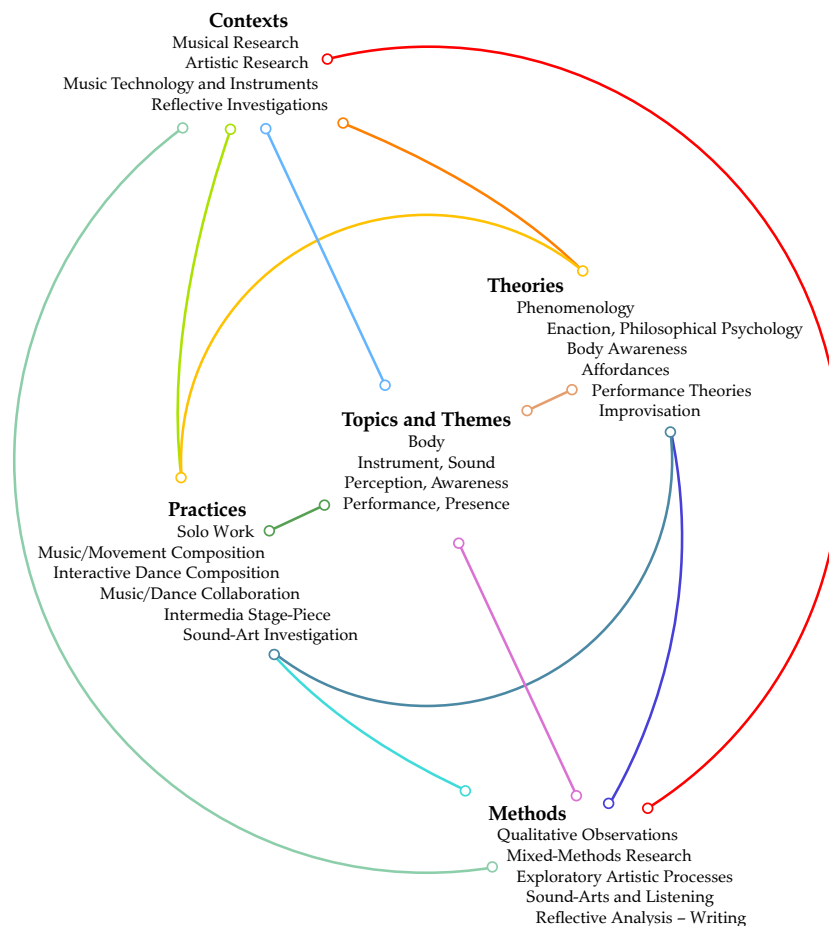 Contexts
Musical Research
Artistic Research
Music Technology and Instruments
Reflective Investigations
Theories
Phenomenology
Enaction, Philosophical Psychology
Body Awareness
Affordances
Performance Theories
Improvisation
Topics and Themes
Body
Instrument, Sound
Perception, Awareness
Performance, Presence
Practices
Solo Work
Music/Movement Composition
Interactive Dance Composition
Music/Dance Collaboration
Intermedia Stage-Piece
Sound-Art Investigation
Methods
Qualitative Observations
Mixed-Methods Research
Exploratory Artistic Processes
Sound-Arts and Listening
Reflective Analysis – Writing